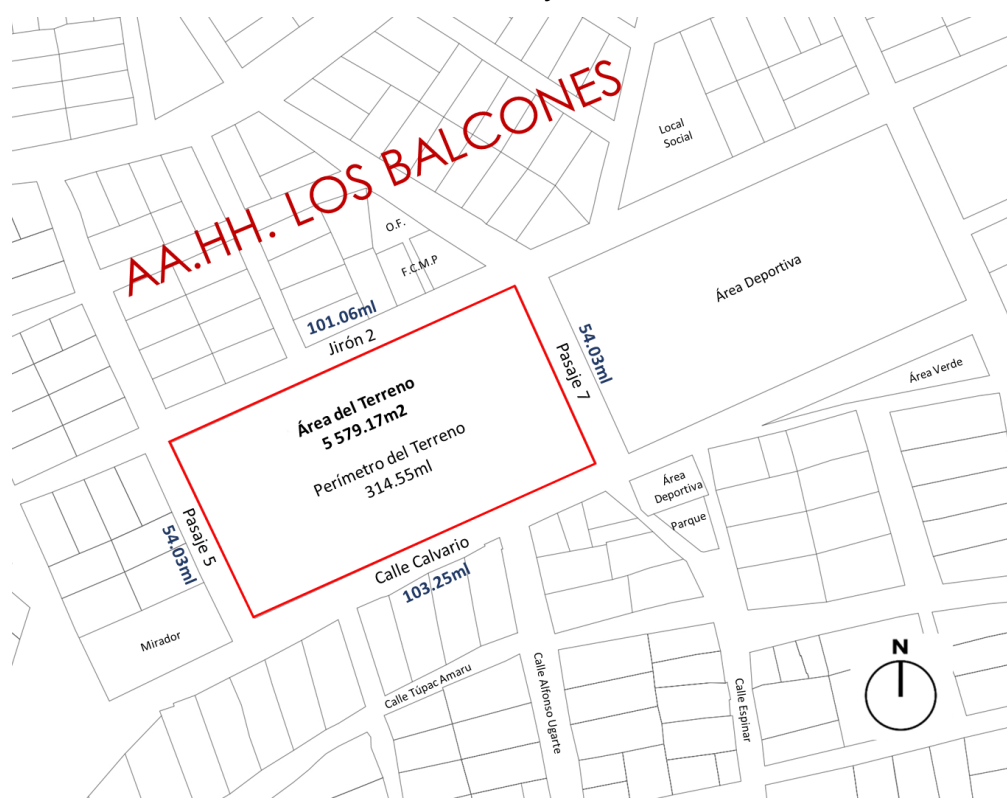 AA.HH. LOS BALCONES
Local
Social
O.F.
F.C.M.P
Área Deportiva
101.06ml
Jirón 2
54.03ml
Pasaje 7
Área Verde
Área del Terreno
5 579.17m2
Perímetro del Terreno
314.55ml
Área
Deportiva
Parque
Pasaje 5
54.03ml
Calle Calvario
103.25ml
Mirador
Calle Túpac Amaru
Calle Alfonso Ugarte
Calle Espinar
N